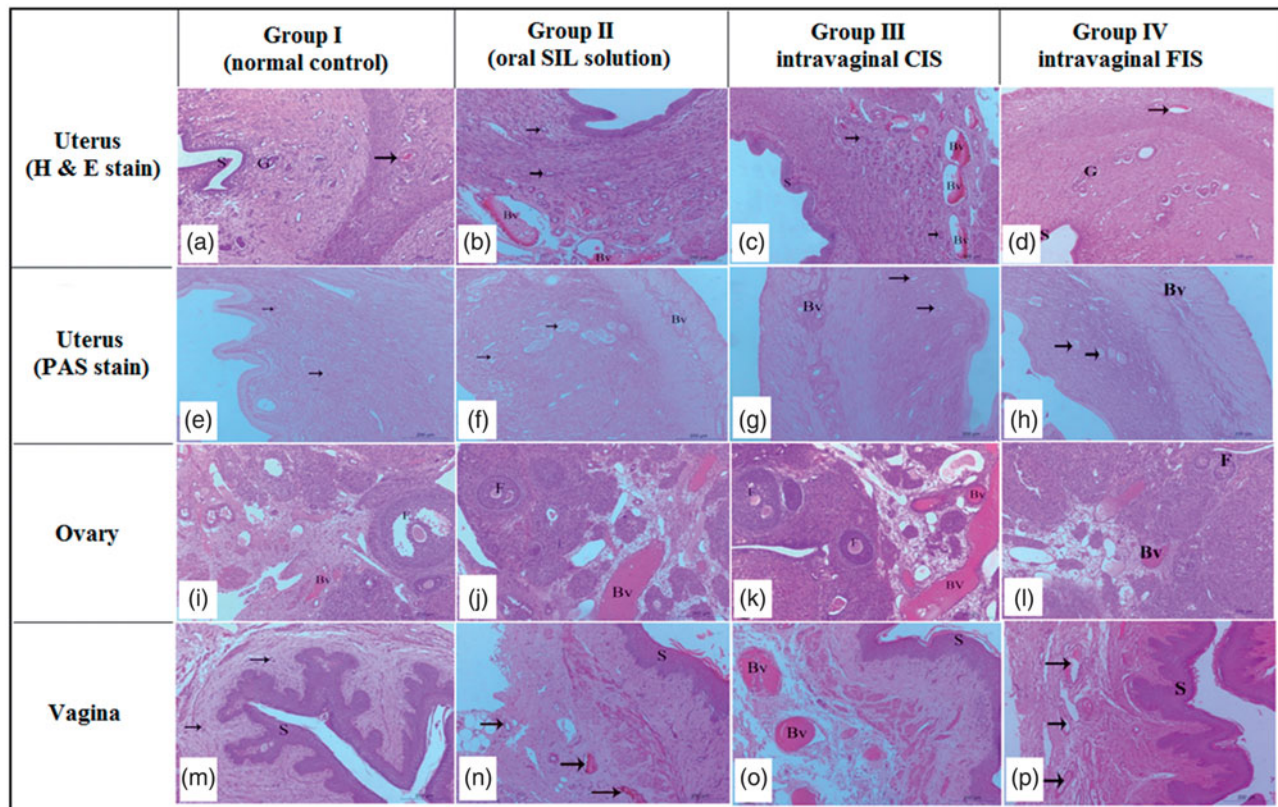 Group I
(normal control)
Group II
(oral SIL solution)
Group III
intravaginal CIS
Group IV
intravaginal FIS
Uterus
(H & E stain)
S
G
(a)
Bv
Bv
(b)
S
Bv
Bv
Bv
(c)
G
S
(d)
Uterus
(PAS stain)
(e)
Bv
(f)
Bv
(g)
Bv
(h)
Ovary
F
Bv
(i)
F
Bv
(j)
F
F
Bv
BV
(k)
F
Bv
(l)
Vagina
S
(m)
S
(n)
S
Bv
Bv
(o)
S
(p)